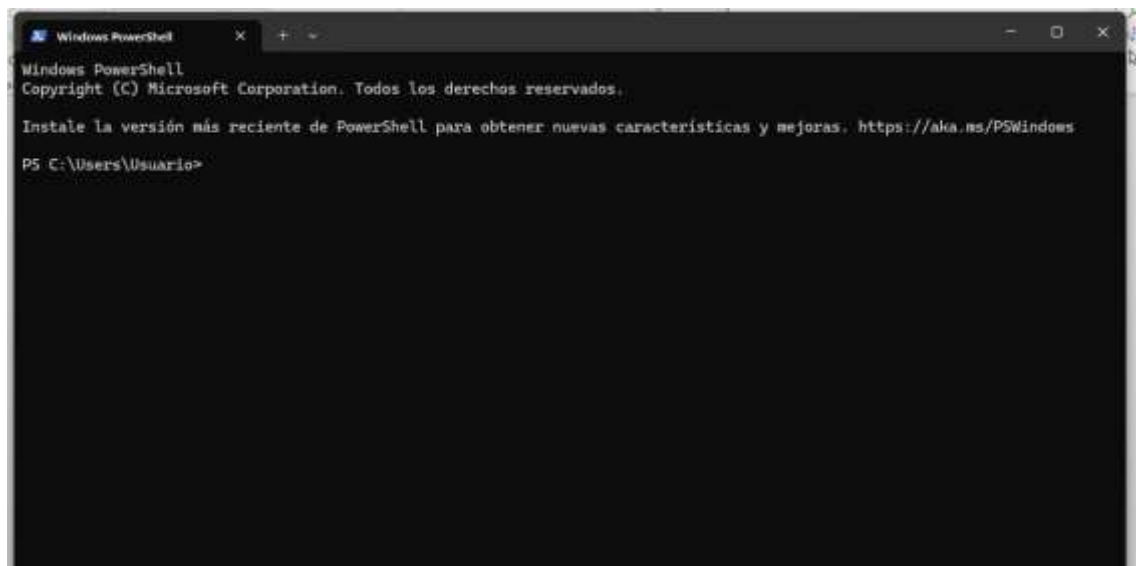 Windows PowerShell
Windows PowerShell
Copyright (C) Microsoft Corporation. Todos los derechos reservados.
Instale la versión más reciente de PowerShell para obtener nuevas características y mejoras. https://aka.ms/PSWindows
PS C:\Users\Usuario>